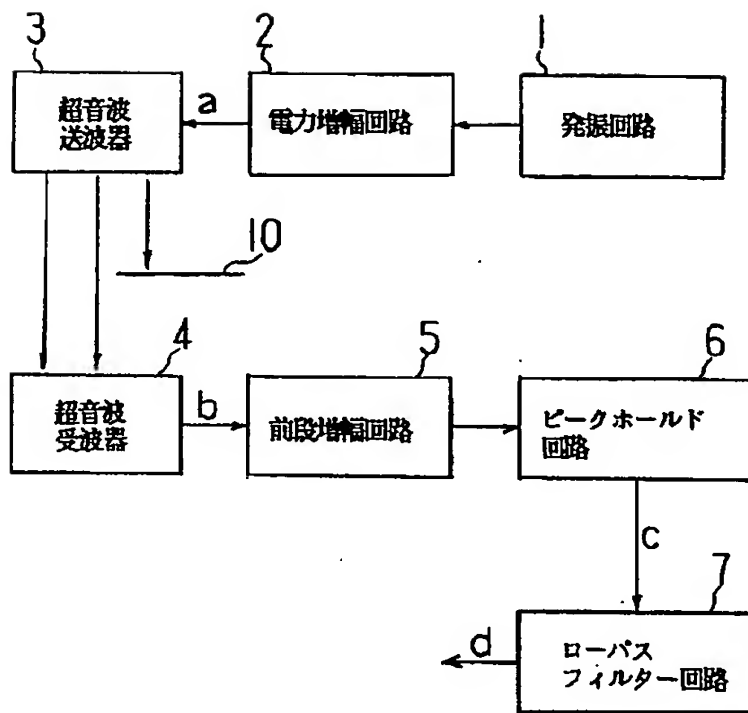 3
2
1
超音波
送波器
a
電力増幅回路
発振回路
10
4
5
6
超音波
受波器
b
前段増幅回路
ピークホールド
回路
c
7
d
ローパス
フィルター回路